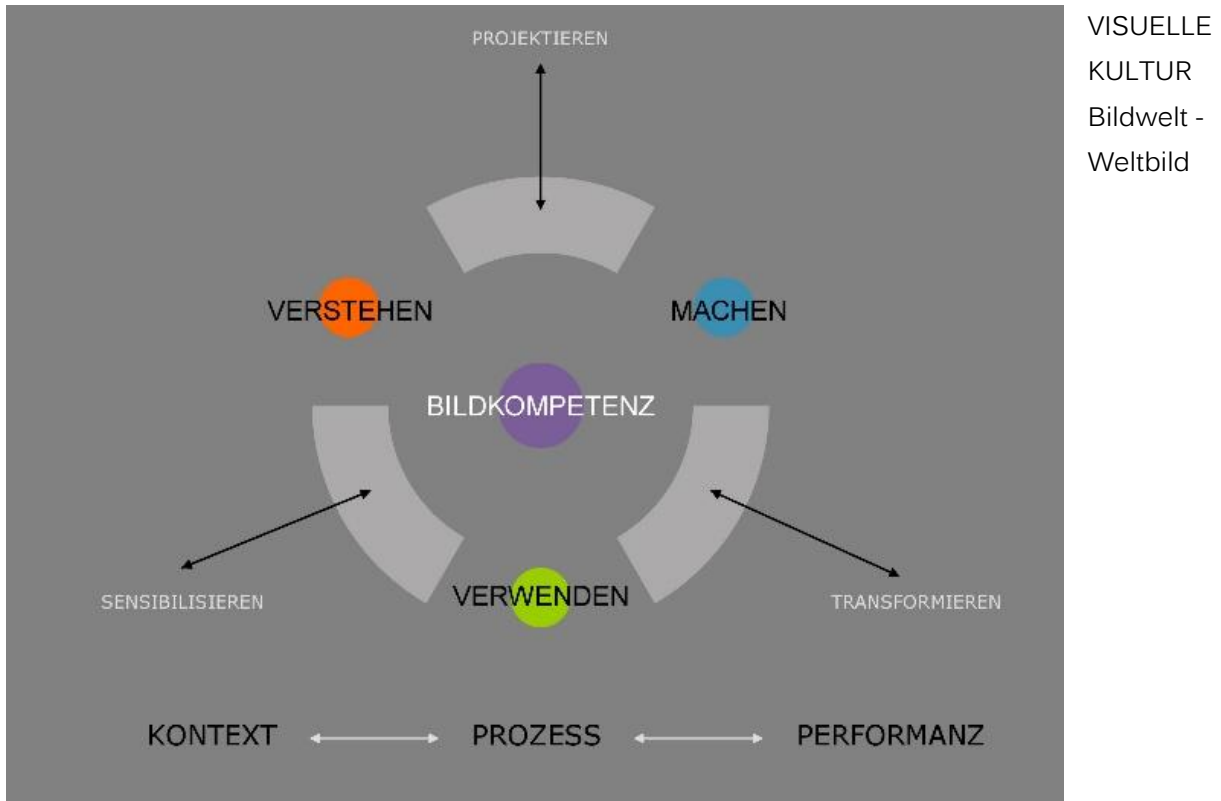 PROJEKTIEREN
VERSTEHEN
MACHEN
BILDKOMPETENZ
VERWENDEN
SENSIBILISIEREN
TRANSFORMIEREN
KONTEXT
PROZESS
PERFORMANZ
VISUELLE
KULTUR
Bildwelt -
Weltbild